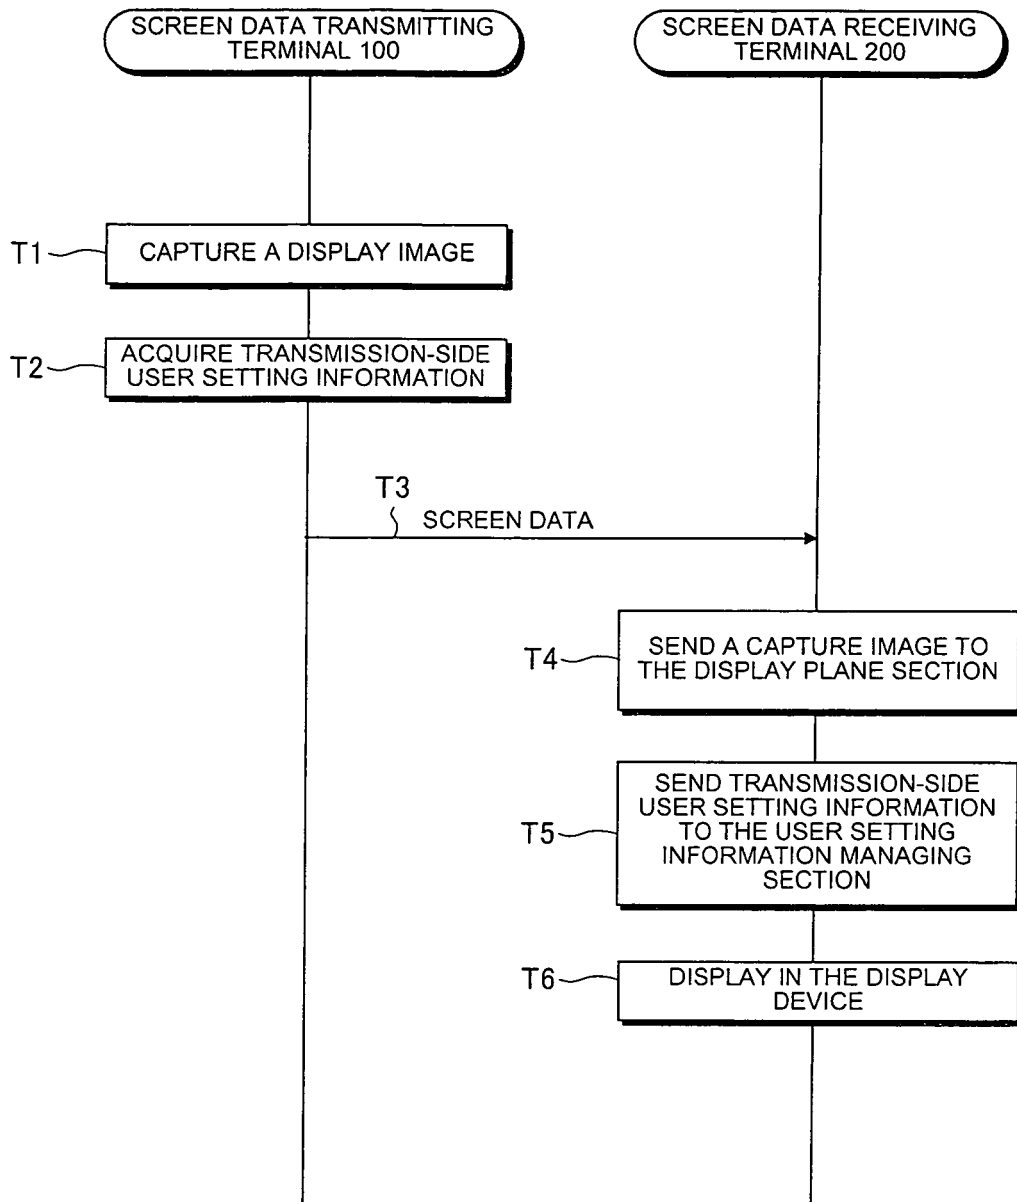 SCREEN DATA TRANSMITTING
TERMINAL 100
SCREEN DATA RECEIVING
TERMINAL 200
T1
CAPTURE A DISPLAY IMAGE
T2
ACQUIRE TRANSMISSION-SIDE
USER SETTING INFORMATION
T3
SCREEN DATA
T4
SEND A CAPTURE IMAGE TO
THE DISPLAY PLANE SECTION
T5
SEND TRANSMISSION-SIDE
USER SETTING INFORMATION
TO THE USER SETTING
INFORMATION MANAGING
SECTION
T6
DISPLAY IN THE DISPLAY
DEVICE